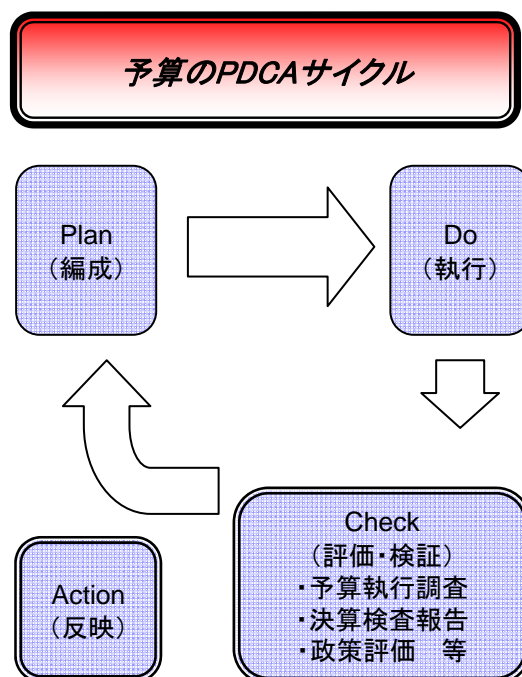 予算のPDCAサイクル
Plan
（編成）
Do
（執行）
Check
（評価・検証）
・予算執行調査
・決算検査報告
・政策評価　等
Action
（反映）